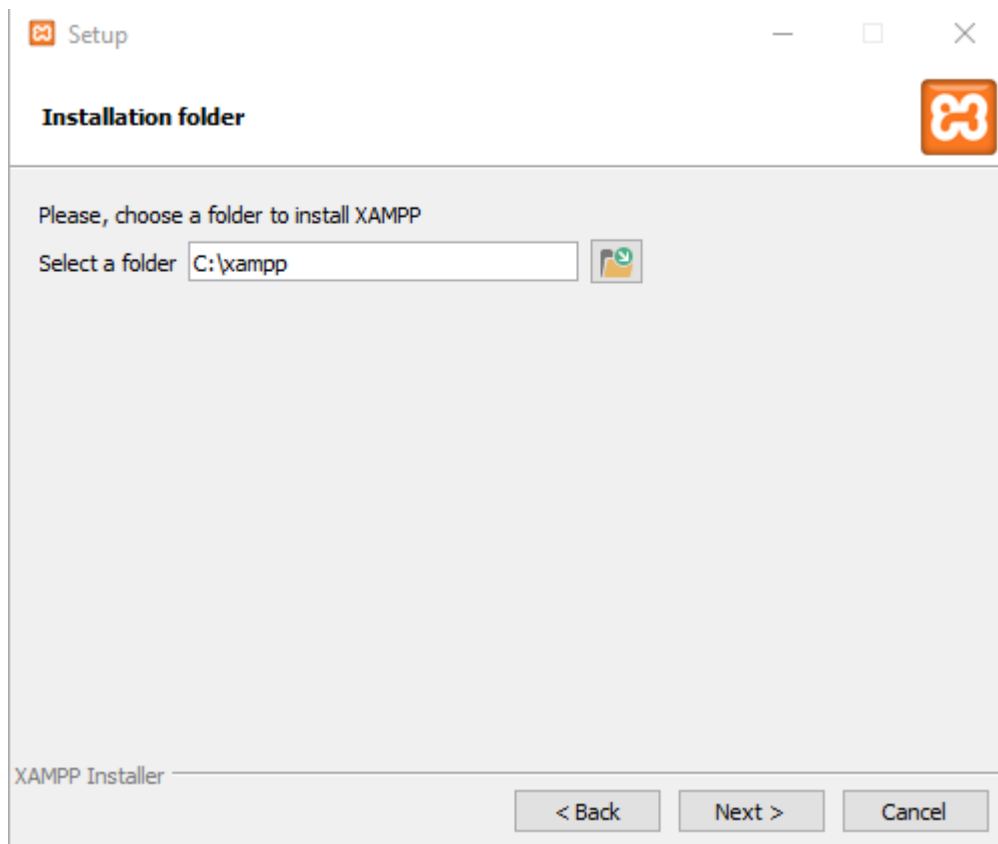 Setup
Installation folder
Please, choose a folder to install XAMPP
Select a folder C:\xampp
XAMPP Installer
< Back Next > Cancel